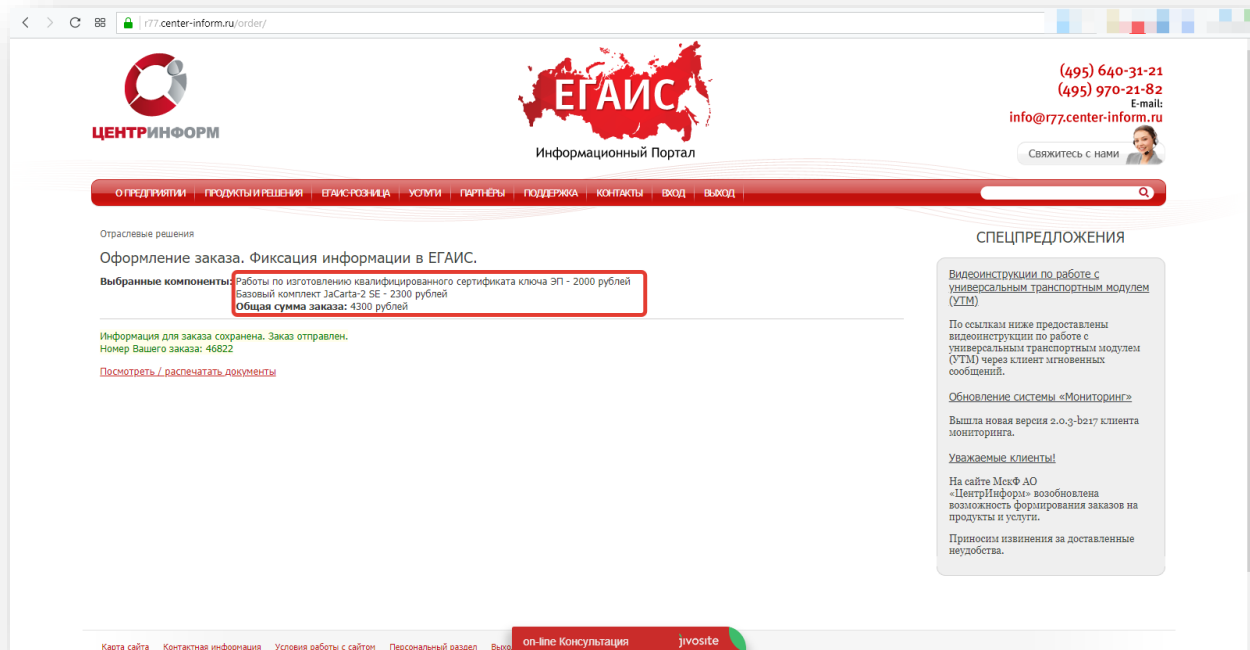 r77.center-inform.ru/order/
ЦЕНТРИНФОРМ
ЕГАИС
Информационный Портал
(495) 640-31-21
(495) 970-21-82
E-mail:
info@r77.center-inform.ru
Свяжитесь с нами
О ПРЕДПРИЯТИИ ПРОДУКТЫ И РЕШЕНИЯ ЕГАИС-РОЗНИЦА УСЛУГИ ПАРТНЁРЫ ПОДДЕРЖКА КОНТАКТЫ ВХОД ВЫХОД
Отраслевые решения
Оформление заказа. Фиксация информации в ЕГАИС.
Выбранные компоненты: Работы по изготовлению квалифицированного сертификата ключа ЭП - 2000 рублей
Базовый комплект JaCarta-2 SE - 2300 рублей
Общая сумма заказа: 4300 рублей
Информация для заказа сохранена. Заказ отправлен.
Номер Вашего заказа: 46822
Посмотреть / распечатать документы
СПЕЦПРЕДЛОЖЕНИЯ
Видеоинструкции по работе с
универсальным транспортным модулем
(УТМ)
По ссылкам ниже предоставлены
видеоинструкции по работе с
универсальным транспортным модулем
(УТМ) через клиент мгновенных
сообщений.
Обновление системы «Мониторинг»
Вышла новая версия 2.0.3-b217 клиента
мониторинга.
Уважаемые клиенты!
На сайте МскФ АО
«ЦентрИнформ» возобновлена
возможность формирования заказов на
продукты и услуги.
Приносим извинения за доставленные
неудобства.
Карта сайта Контактная информация Условия работы с сайтом Персональный раздел Выхо
on-line Консультация jivosite